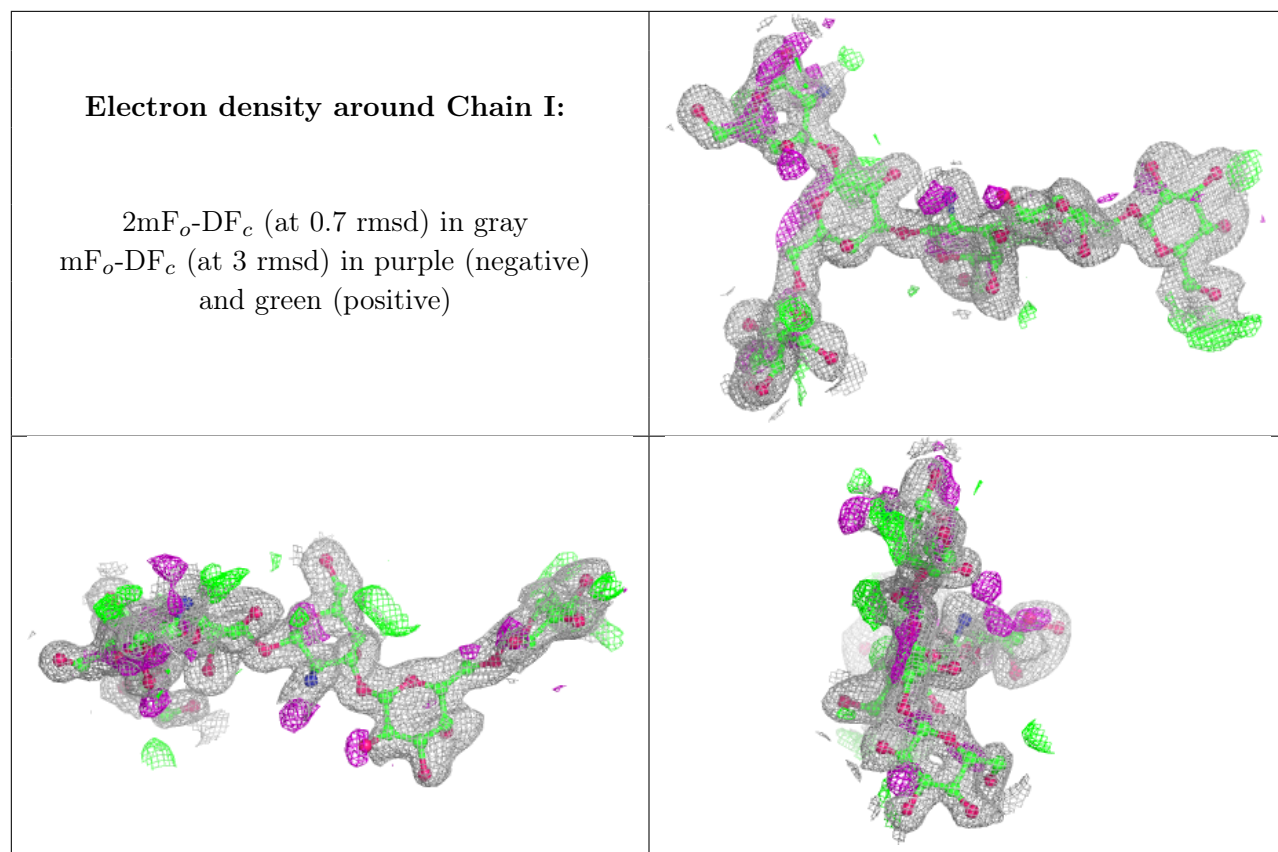 Electron density around Chain I:
2mFₒ-DF𝒸 (at 0.7 rmsd) in gray
mFₒ-DF𝒸 (at 3 rmsd) in purple (negative)
and green (positive)